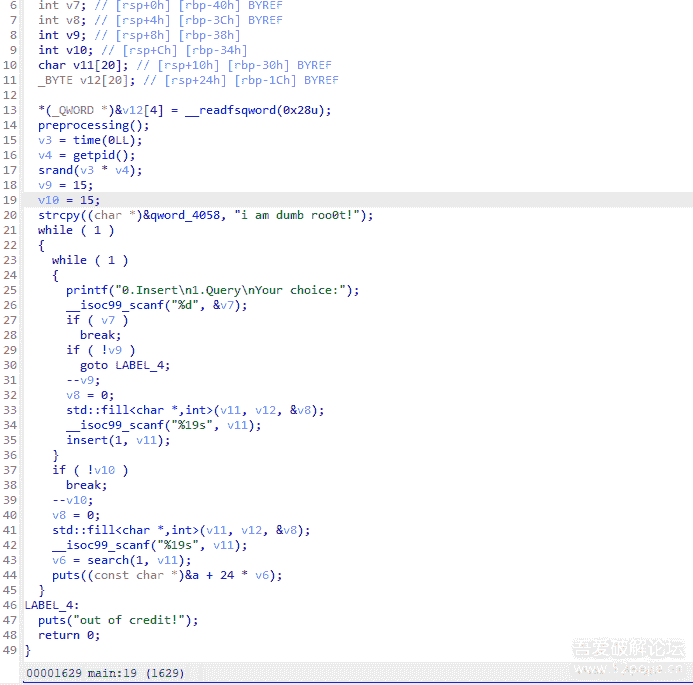 6 int v7; // [rsp+0h] [rbp-40h] BYREF
7 int v8; // [rsp+4h] [rbp-3Ch] BYREF
8 int v9; // [rsp+8h] [rbp-38h]
9 int v10; // [rsp+Ch] [rbp-34h]
10 char v11[20]; // [rsp+10h] [rbp-30h] BYREF
11 _BYTE v12[20]; // [rsp+24h] [rbp-1Ch] BYREF
12
13 *(_QWORD *)&v12[4] = __readfsqword(0x28u);
14 preprocessing();
15 v3 = time(0LL);
16 v4 = getpid();
17 srand(v3 * v4);
18 v9 = 15;
19 v10 = 15;
20 strcpy((char *)&qword_4058, "i am dumb roo0t!");
21 while ( 1 )
22 {
23 while ( 1 )
24 {
25 printf("0.Insert\n1.Query\nYour choice:");
26 __isoc99_scanf("%d", &v7);
27 if ( v7 )
28 break;
29 if ( !v9 )
30 goto LABEL_4;
31 --v9;
32 v8 = 0;
33 std::fill<char *,int>(v11, v12, &v8);
34 __isoc99_scanf("%19s", v11);
35 insert(1, v11);
36 }
37 if ( !v10 )
38 break;
39 --v10;
40 v8 = 0;
41 std::fill<char *,int>(v11, v12, &v8);
42 __isoc99_scanf("%19s", v11);
43 v6 = search(1, v11);
44 puts((const char *)&a + 24 * v6);
45 }
46 LABEL_4:
47 puts("out of credit!");
48 return 0;
49 }
吾爱破解论坛
www.52pojie.cn
00001629 main:19 (1629)